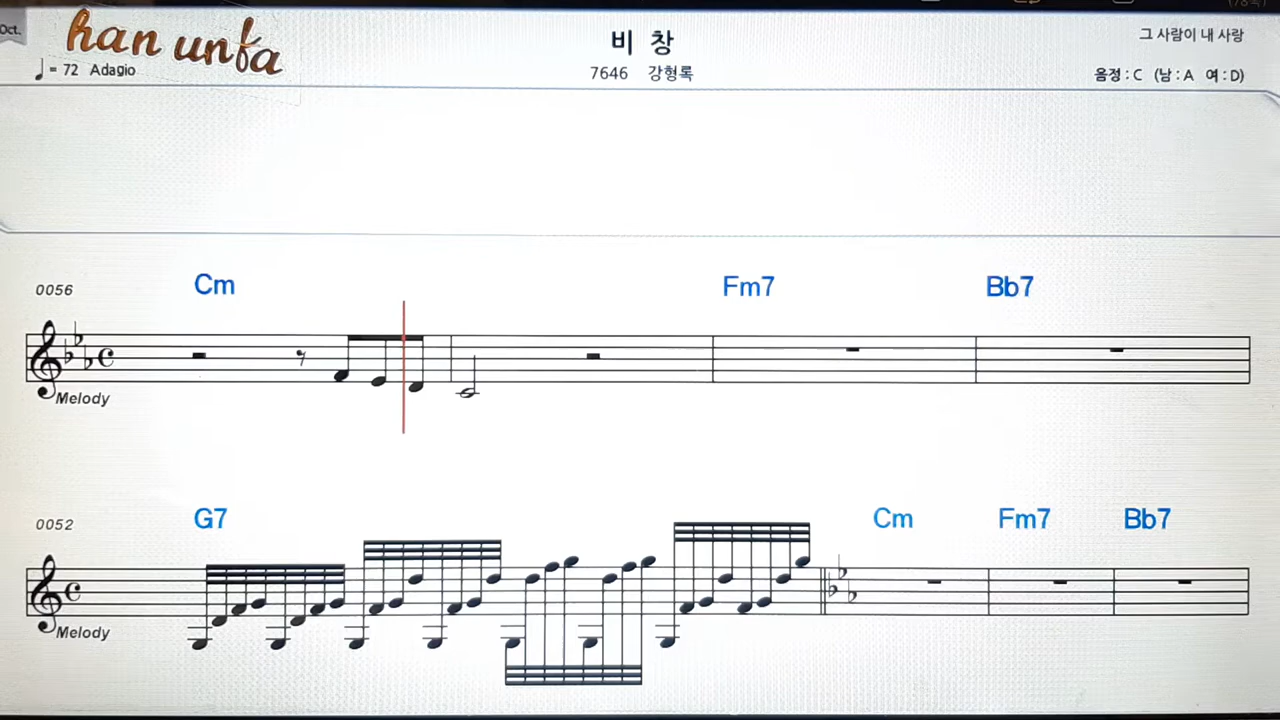 Oct.
han unfa
비 창
그 사람이 내 사랑
= 72 Adagio
7646 강형록
음정 : C (남 : A 여 : D)
0056
Cm Fm7 Bb7
Melody
0052
G7 Cm Fm7 Bb7
Melody